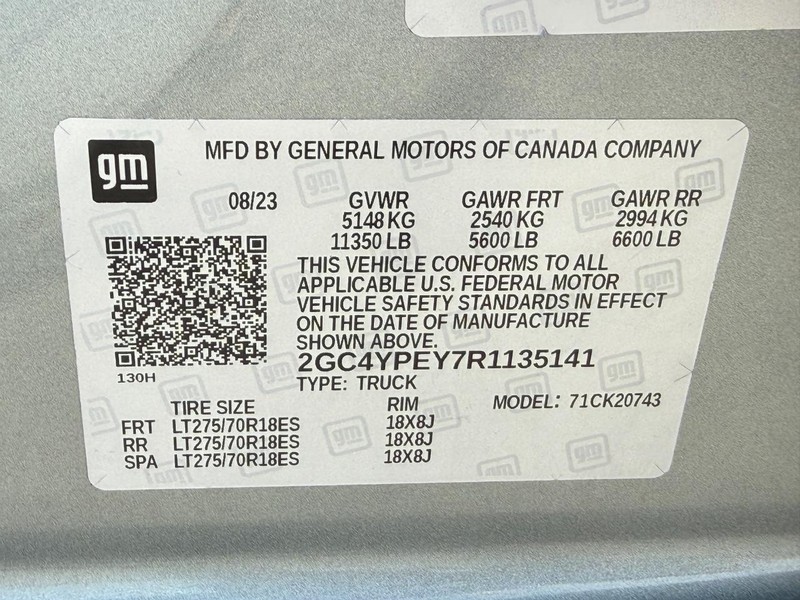 gm MFD BY GENERAL MOTORS OF CANADA COMPANY
08/23 GVWR GAWR FRT GAWR RR
5148 KG 2540 KG 2994 KG
11350 LB 5600 LB 6600 LB
THIS VEHICLE CONFORMS TO ALL
APPLICABLE U.S. FEDERAL MOTOR
VEHICLE SAFETY STANDARDS IN EFFECT
ON THE DATE OF MANUFACTURE
SHOWN ABOVE.
2GC4YPEY7R1135141
130H
TYPE: TRUCK
TIRE SIZE RIM MODEL: 71CK20743
FRT LT275/70R18ES 18X8J
RR LT275/70R18ES 18X8J
SPA LT275/70R18ES 18X8J